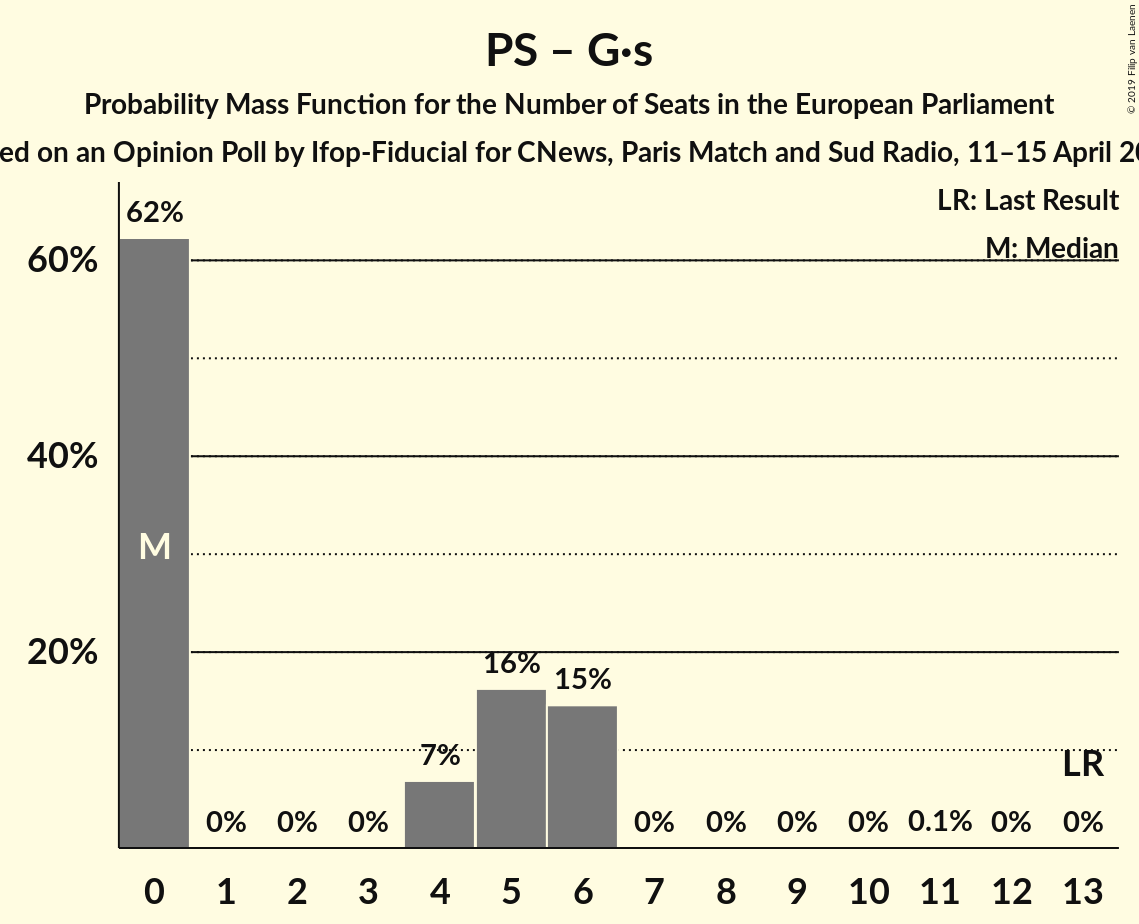 PS – G·s
Probability Mass Function for the Number of Seats in the European Parliament
ed on an Opinion Poll by Ifop-Fiducial for CNews, Paris Match and Sud Radio, 11–15 April 20
© 2019 Filip van Laenen
LR: Last Result
M: Median
62%
60%
40%
M
20%
16%
15%
7%
LR
0% 0% 0% 0% 0% 0% 0% 0.1% 0% 0%
0 1 2 3 4 5 6 7 8 9 10 11 12 13